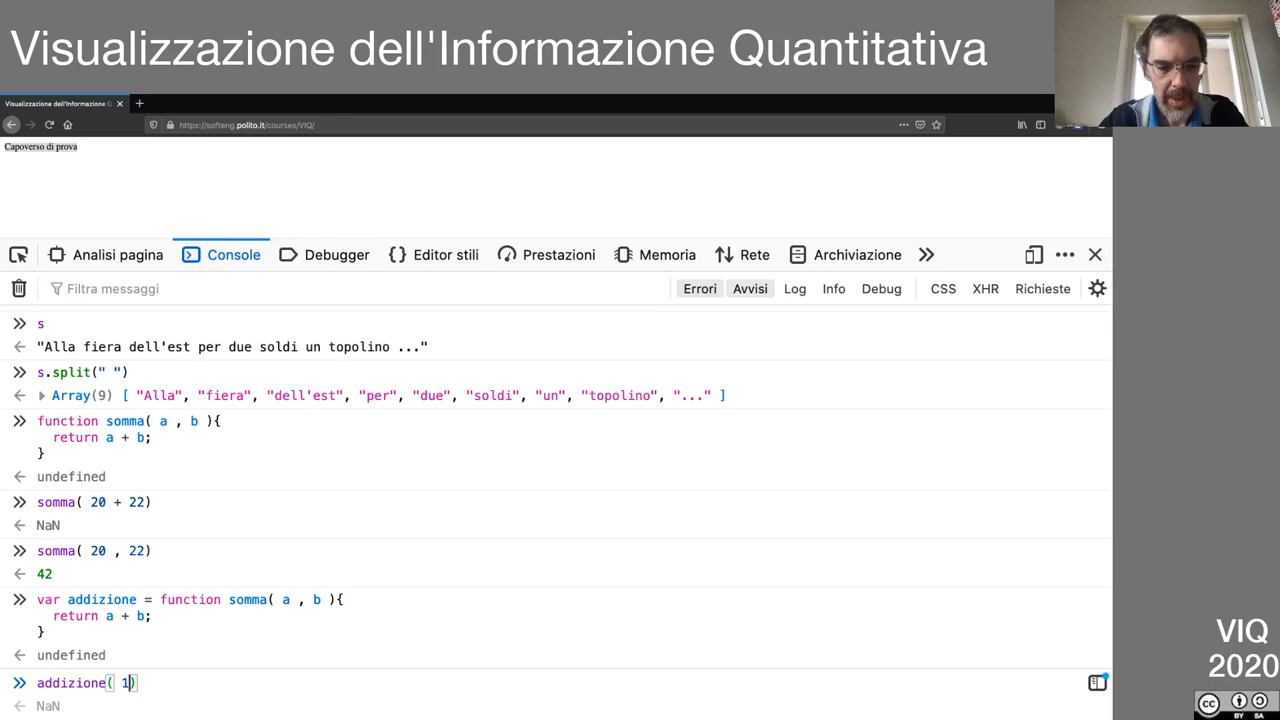 Visualizzazione dell'Informazione Quantitativa
Visualizzazione dell'Informazione Q
https://softeng.polito.it/courses/VIQ/
Capoverso di prova
Analisi pagina Console Debugger Editor stili Prestazioni Memoria Rete Archiviazione
Filtra messaggi Errori Avvisi Log Info Debug CSS XHR Richieste
s
"Alla fiera dell'est per due soldi un topolino ..."
s.split(" ")
Array(9) [ "Alla", "fiera", "dell'est", "per", "due", "soldi", "un", "topolino", "..." ]
function somma( a , b ){
return a + b;
}
undefined
somma( 20 + 22)
NaN
somma( 20 , 22)
42
var addizione = function somma( a , b ){
return a + b;
}
undefined
addizione( 1)
NaN
VIQ
2020
CC
BY SA